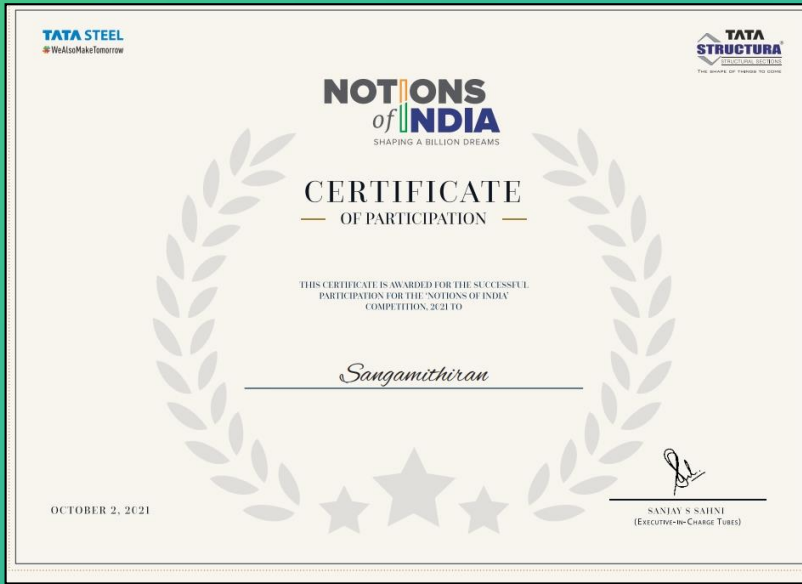 TATA STEEL
#WeAlsoMakeTomorrow
TATA
STRUCTURA®
STRUCTURAL SECTIONS
THE SHAPE OF THINGS TO COME
NOTIONS
of INDIA
SHAPING A BILLION DREAMS
CERTIFICATE
OF PARTICIPATION
THIS CERTIFICATE IS AWARDED FOR THE SUCCESSFUL
PARTICIPATION FOR THE 'NOTIONS OF INDIA'
COMPETITION, 2021 TO
Sangamithiran
OCTOBER 2, 2021
SANJAY S SAHNI
(EXECUTIVE-IN-CHARGE TUBES)